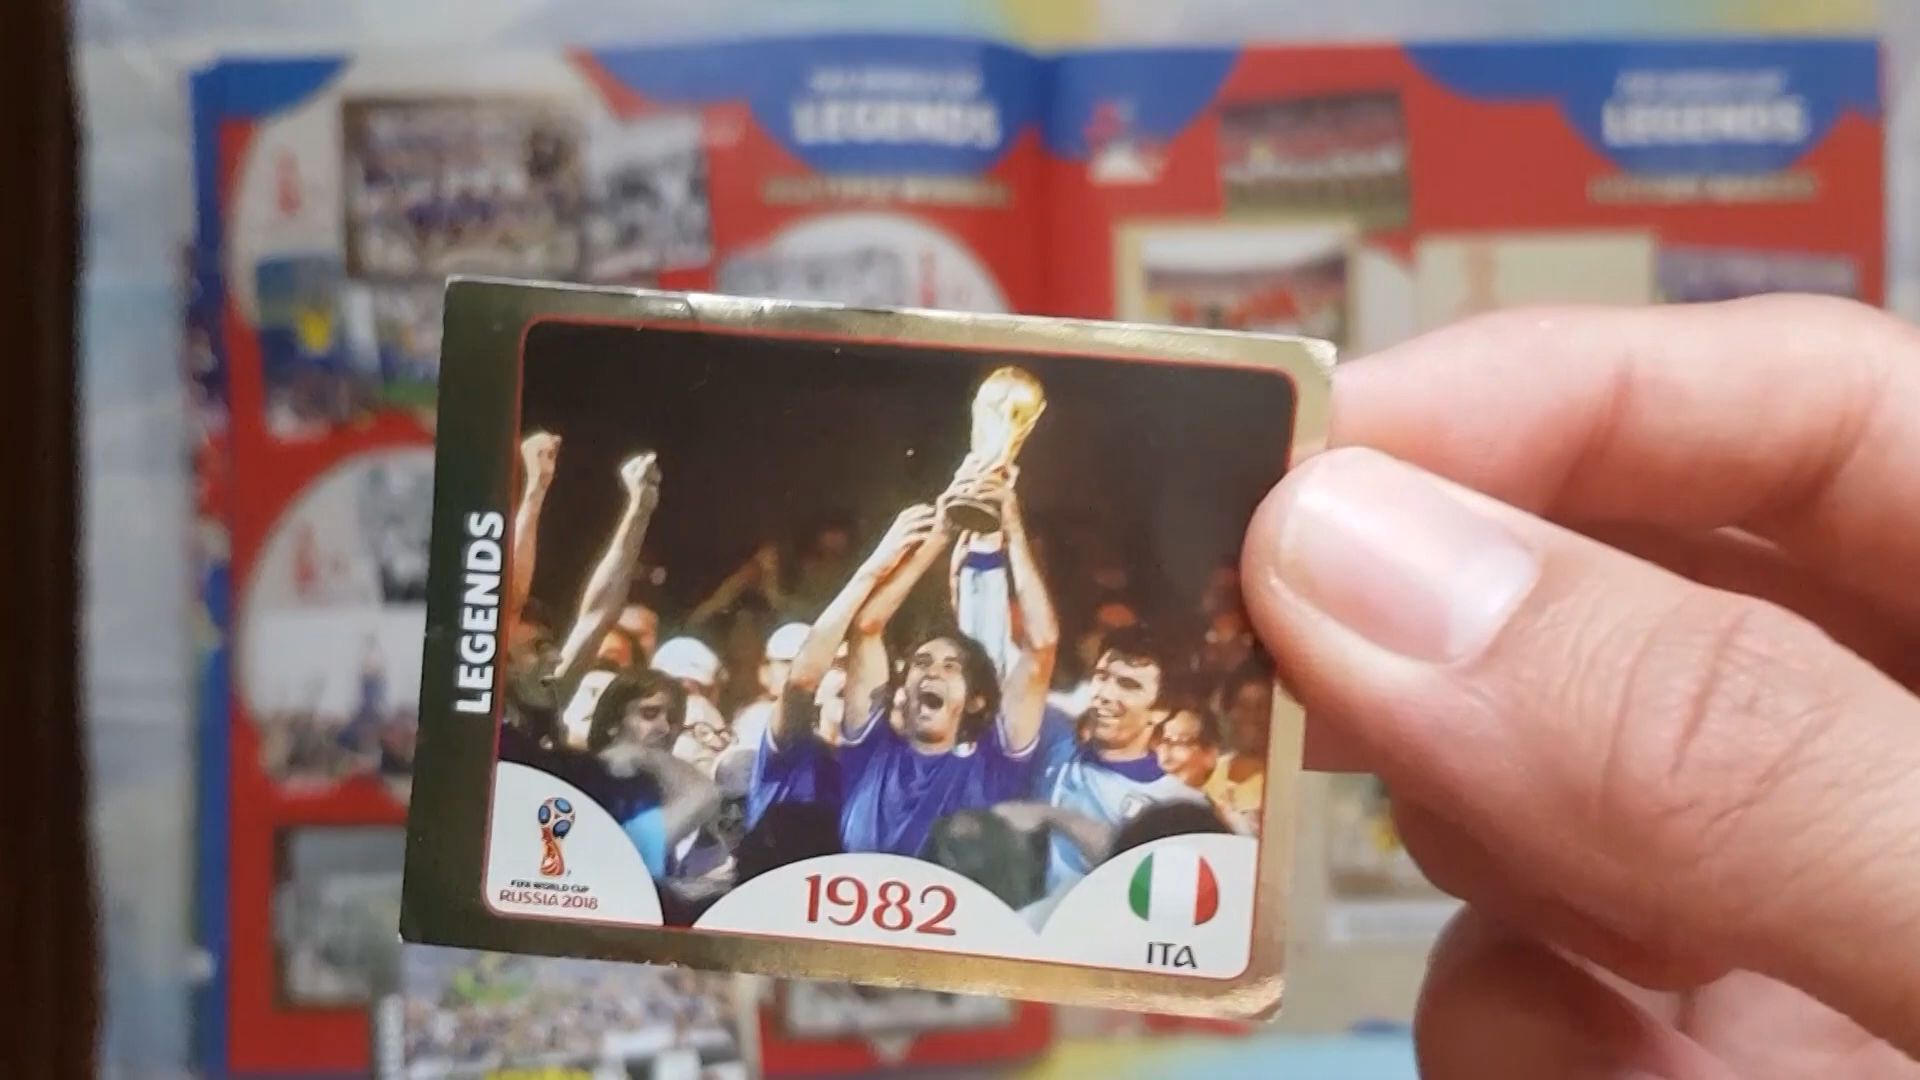 LEGENDS
LEGENDS
LEGENDS
FIFA WORLD CUP
RUSSIA 2018
1982
ITA